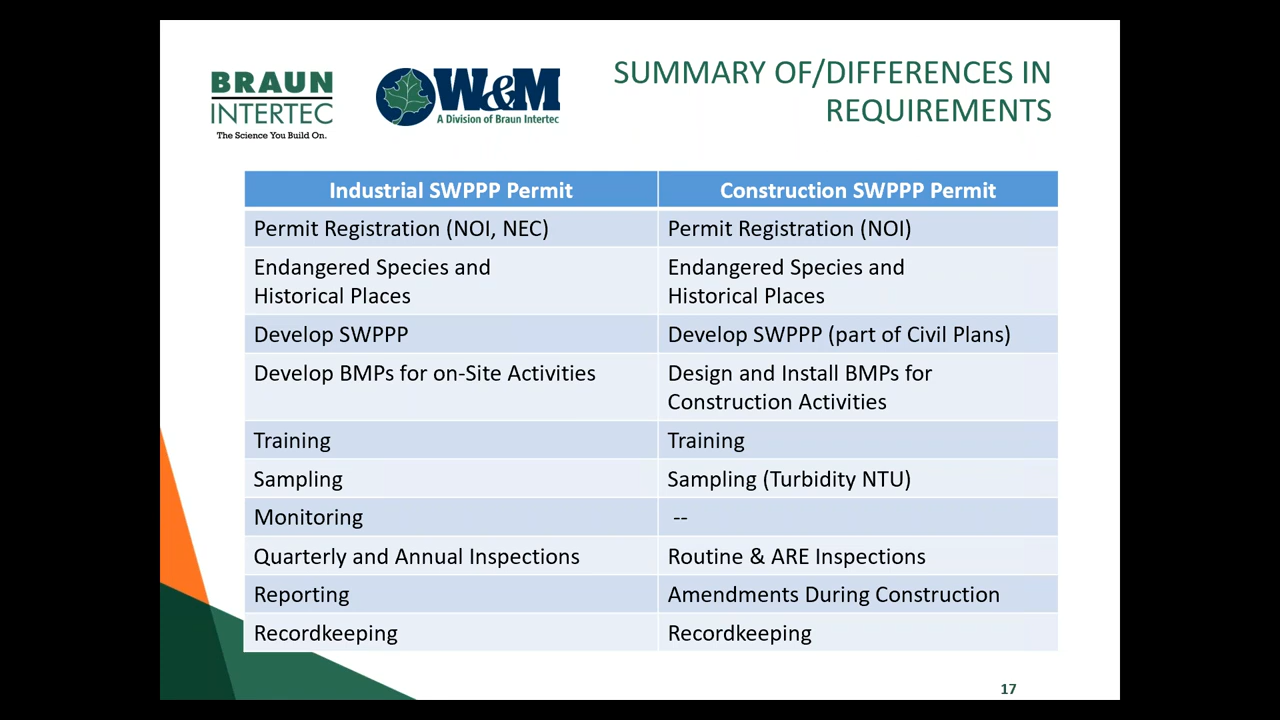 BRAUN
INTERTEC
The Science You Build On.
W&M
A Division of Braun Intertec
SUMMARY OF/DIFFERENCES IN
REQUIREMENTS
Industrial SWPPP Permit
Construction SWPPP Permit
Permit Registration (NOI, NEC)
Permit Registration (NOI)
Endangered Species and
Historical Places
Endangered Species and
Historical Places
Develop SWPPP
Develop SWPPP (part of Civil Plans)
Develop BMPs for on-Site Activities
Design and Install BMPs for
Construction Activities
Training
Training
Sampling
Sampling (Turbidity NTU)
Monitoring
--
Quarterly and Annual Inspections
Routine & ARE Inspections
Reporting
Amendments During Construction
Recordkeeping
Recordkeeping
17